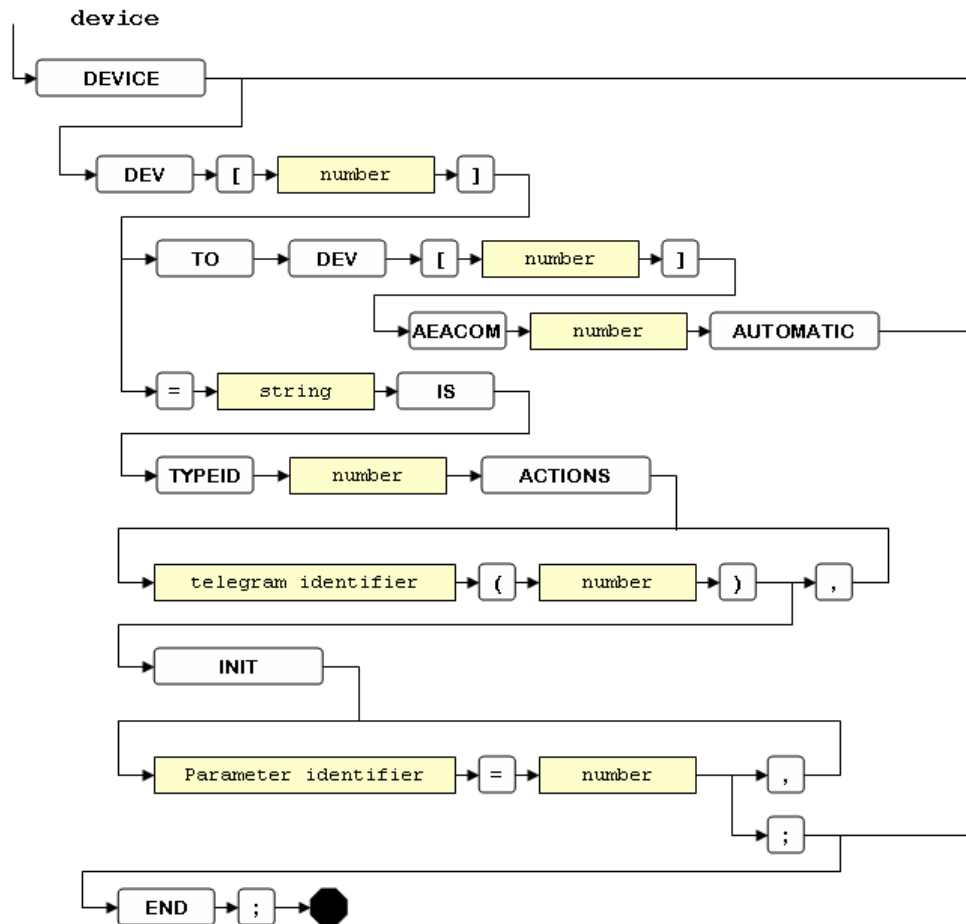 device
DEVICE
DEV [ number ]
TO DEV [ number ]
AEACOM number AUTOMATIC
= string IS
TYPEID number ACTIONS
telegram identifier ( number ) ,
INIT
Parameter identifier = number ,
;
END ;